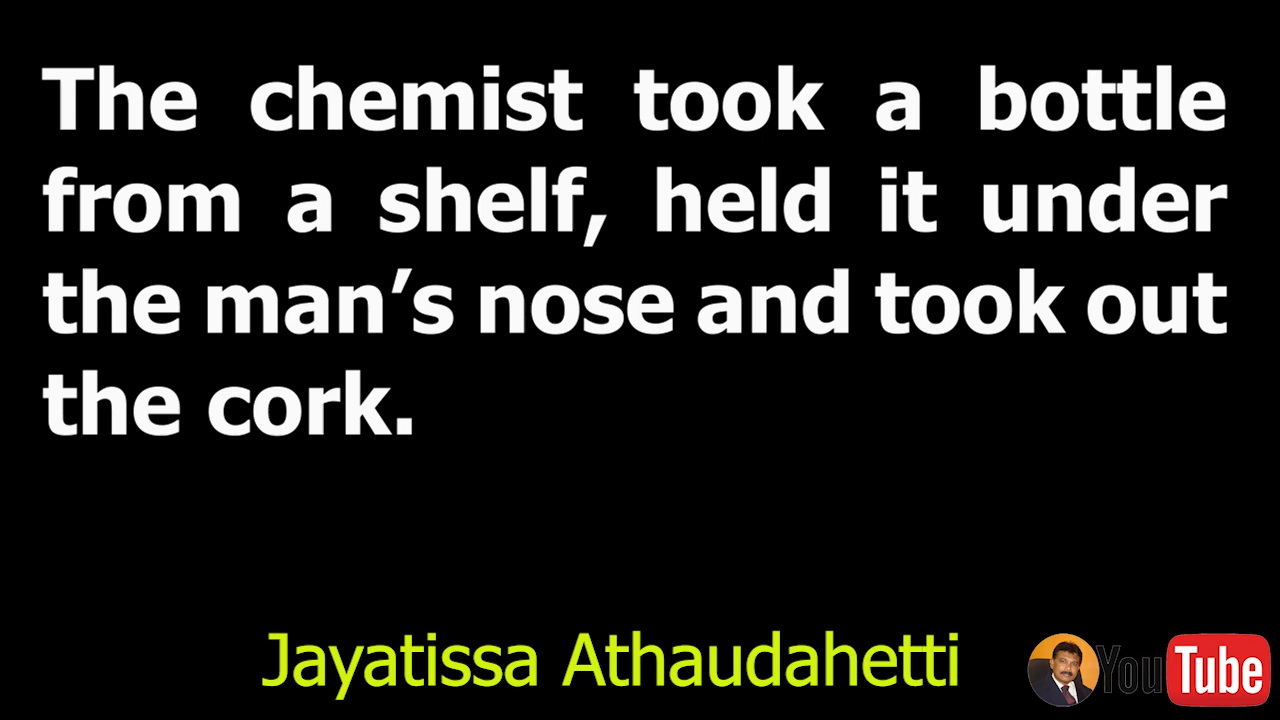 The chemist took a bottle
from a shelf, held it under
the man’s nose and took out
the cork.
Jayatissa Athaudahetti
YouTube